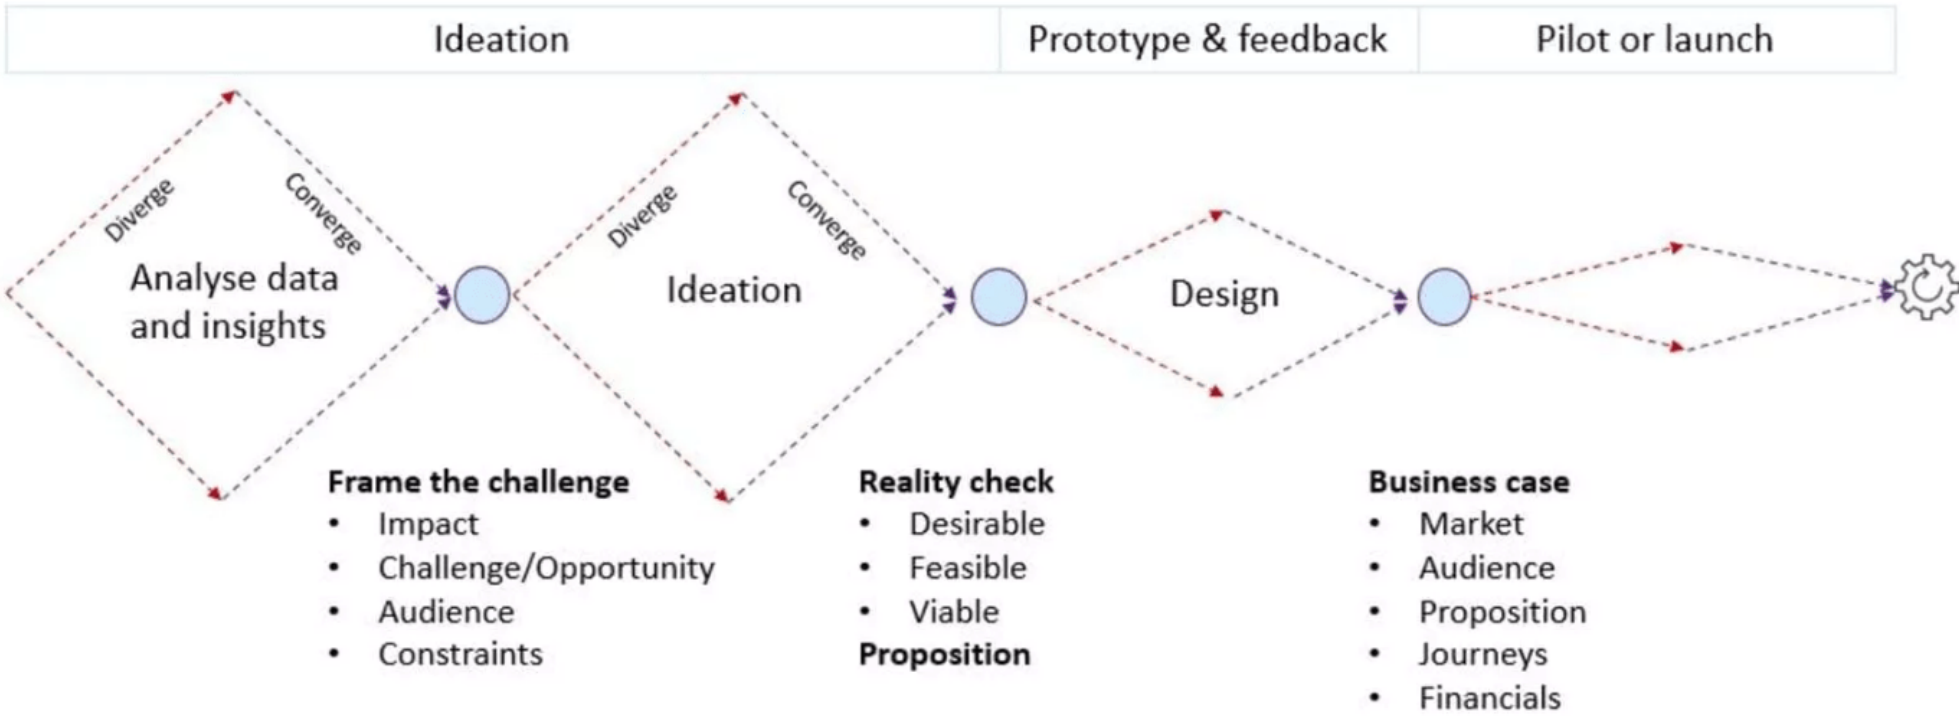 Ideation
Prototype & feedback
Pilot or launch
Diverge
Converge
Analyse data
and insights
Diverge
Converge
Ideation
Design
Frame the challenge
• Impact
• Challenge/Opportunity
• Audience
• Constraints
Reality check
• Desirable
• Feasible
• Viable
Proposition
Business case
• Market
• Audience
• Proposition
• Journeys
• Financials